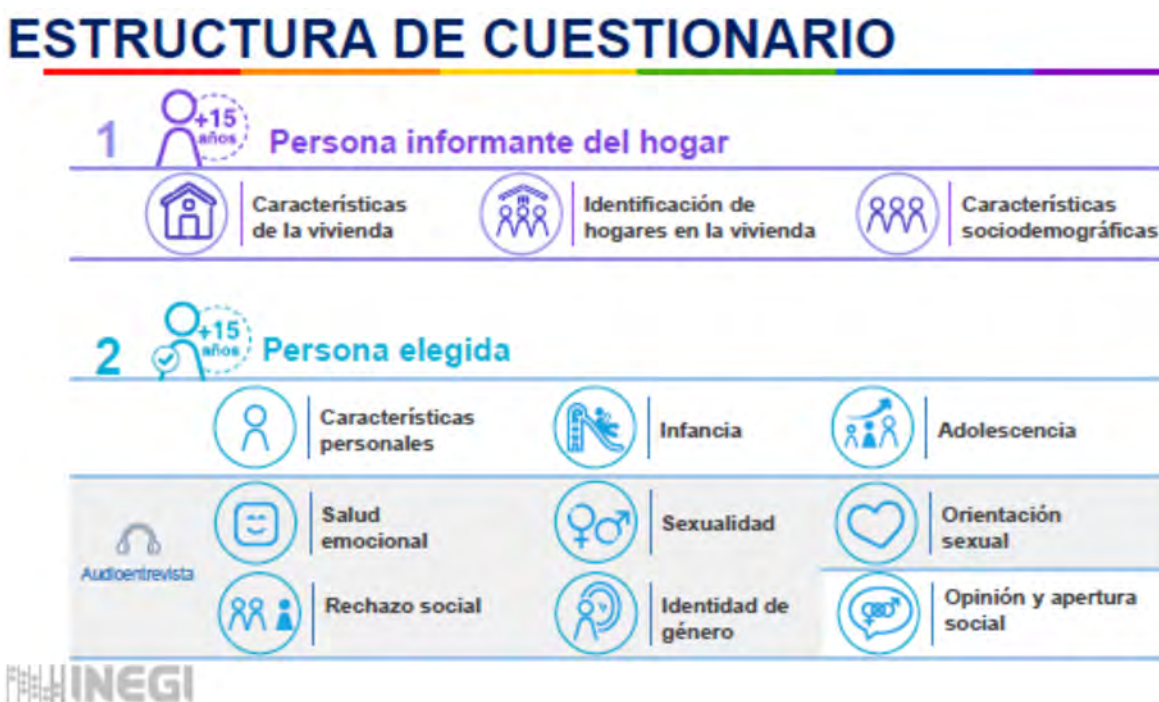 ESTRUCTURA DE CUESTIONARIO
1
+15
años
Persona informante del hogar
Características
de la vivienda
Identificación de
hogares en la vivienda
Características
sociodemográficas
2
+15
años
Persona elegida
Características
personales
Infancia
Adolescencia
Audioentrevista
Salud
emocional
Sexualidad
Orientación
sexual
Rechazo social
Identidad de
género
Opinión y apertura
social
INEGI